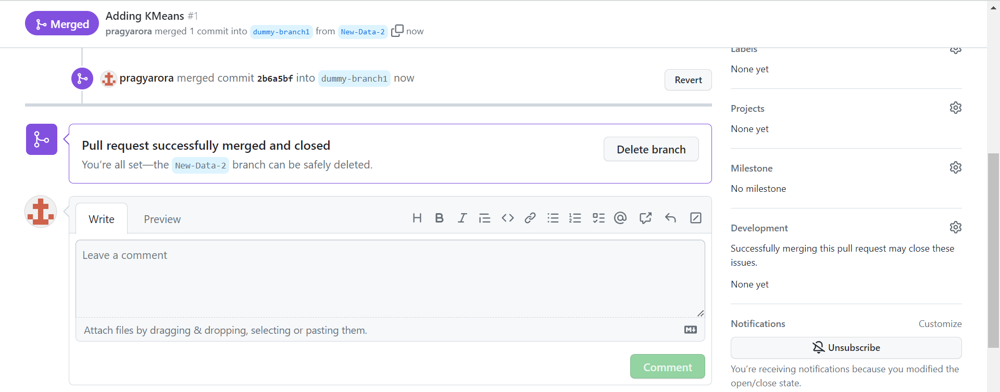 Merged
Adding KMeans #1
pragyarora merged 1 commit into dummy-branch1 from New-Data-2 now
pragyarora merged commit 2b6a5bf into dummy-branch1 now
Revert
Pull request successfully merged and closed
You’re all set—the New-Data-2 branch can be safely deleted.
Delete branch
Write
Preview
Leave a comment
Attach files by dragging & dropping, selecting or pasting them.
Comment
Labels
None yet
Projects
None yet
Milestone
No milestone
Development
Successfully merging this pull request may close these
issues.
None yet
Notifications
Customize
Unsubscribe
You’re receiving notifications because you modified the
open/close state.